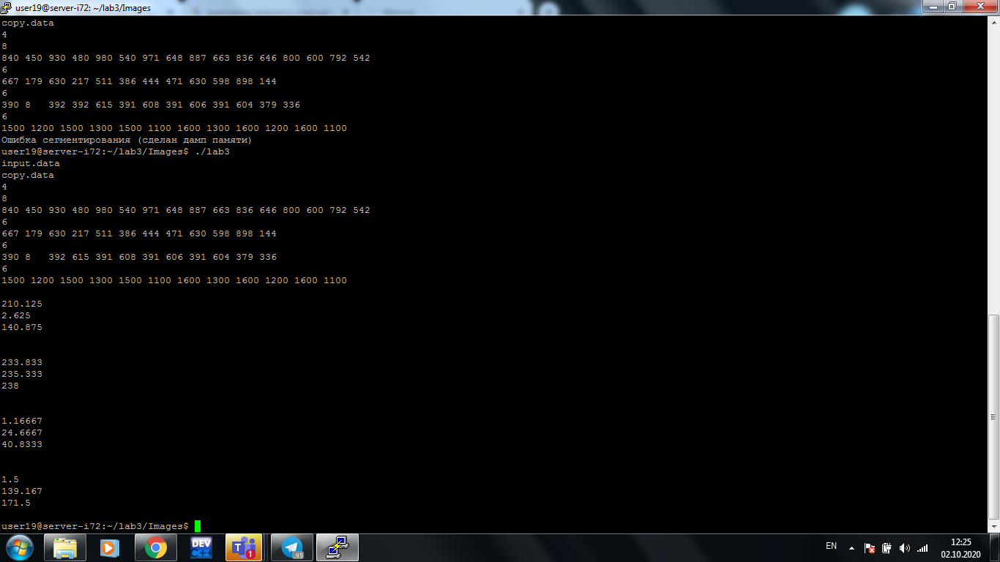 user19@server-i72: ~/lab3/Images
copy.data
4
8
840 450 930 480 980 540 971 648 887 663 836 646 800 600 792 542
6
667 179 630 217 511 386 444 471 630 598 898 144
6
390 8   392 392 615 391 608 391 606 391 604 379 336
6
1500 1200 1500 1300 1500 1100 1600 1300 1600 1200 1600 1100
Ошибка сегментирования (сделан дамп памяти)
user19@server-i72:~/lab3/Images$ ./lab3
input.data
copy.data
4
8
840 450 930 480 980 540 971 648 887 663 836 646 800 600 792 542
6
667 179 630 217 511 386 444 471 630 598 898 144
6
390 8   392 615 391 608 391 606 391 604 379 336
6
1500 1200 1500 1300 1500 1100 1600 1300 1600 1200 1600 1100
210.125
2.625
140.875
233.833
235.333
238
1.16667
24.6667
40.8333
1.5
139.167
171.5
user19@server-i72:~/lab3/Images$
DEV
C++
T
1
95
EN
12:25
02.10.2020